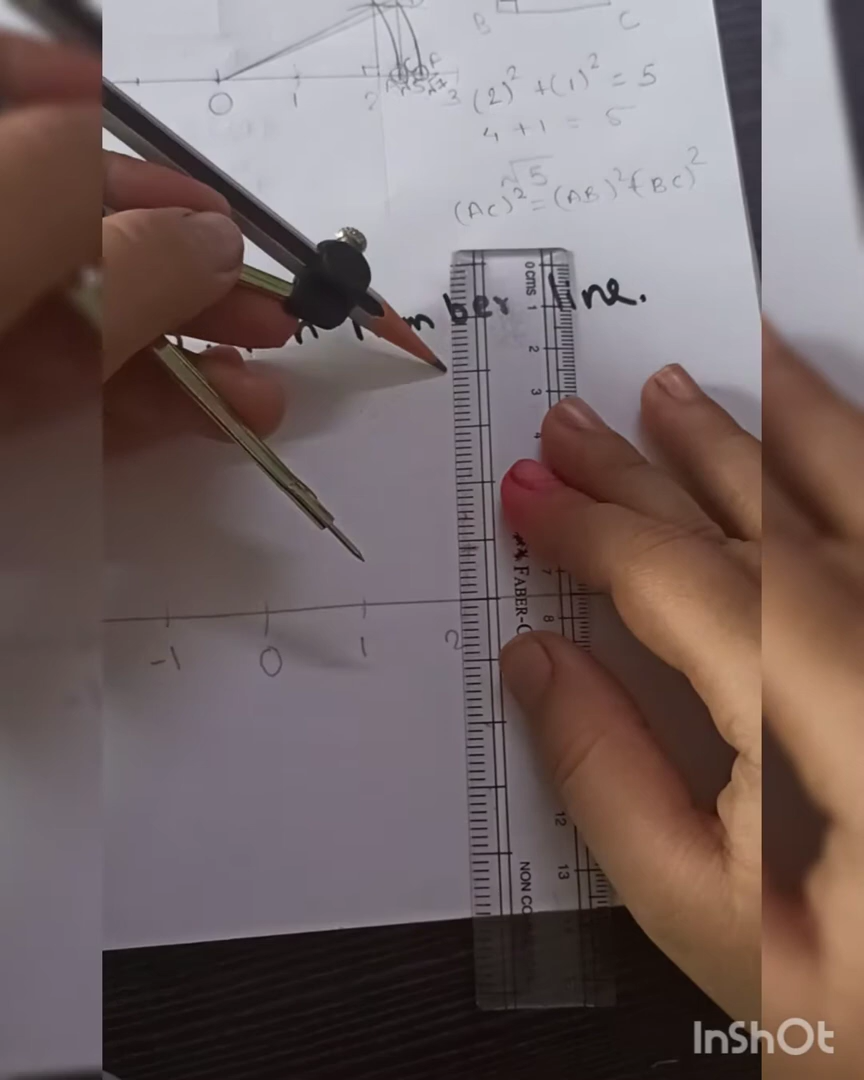 B C
0 1 2 3
(2)² + (1)² = 5
4 + 1 = 5
√5
(AC)² = (AB)² + (BC)²
number line.
-1 0 1 2
0 cms 1 2 3 4 7 8 12 13
FABER-C
NON CO
InShOt